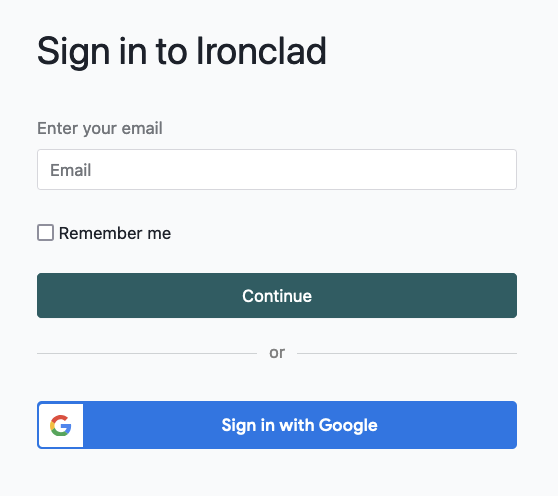 Sign in to Ironclad
Enter your email
Email
Remember me
Continue
or
Sign in with Google